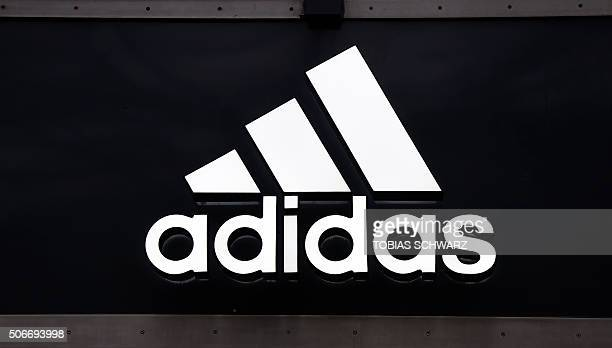 adidas
gettyimages
TOBIAS SCHWARZ
506693998